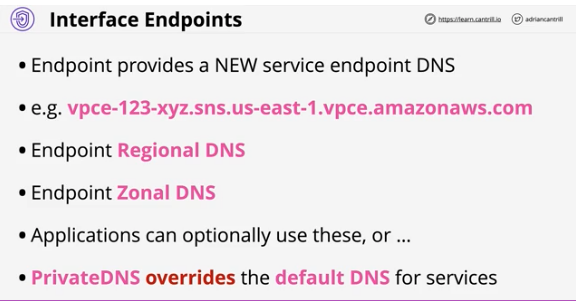 Interface Endpoints
https://learn.cantrill.io adriancantrill
• Endpoint provides a NEW service endpoint DNS
• e.g. vpce-123-xyz.sns.us-east-1.vpce.amazonaws.com
• Endpoint Regional DNS
• Endpoint Zonal DNS
• Applications can optionally use these, or ...
• PrivateDNS overrides the default DNS for services